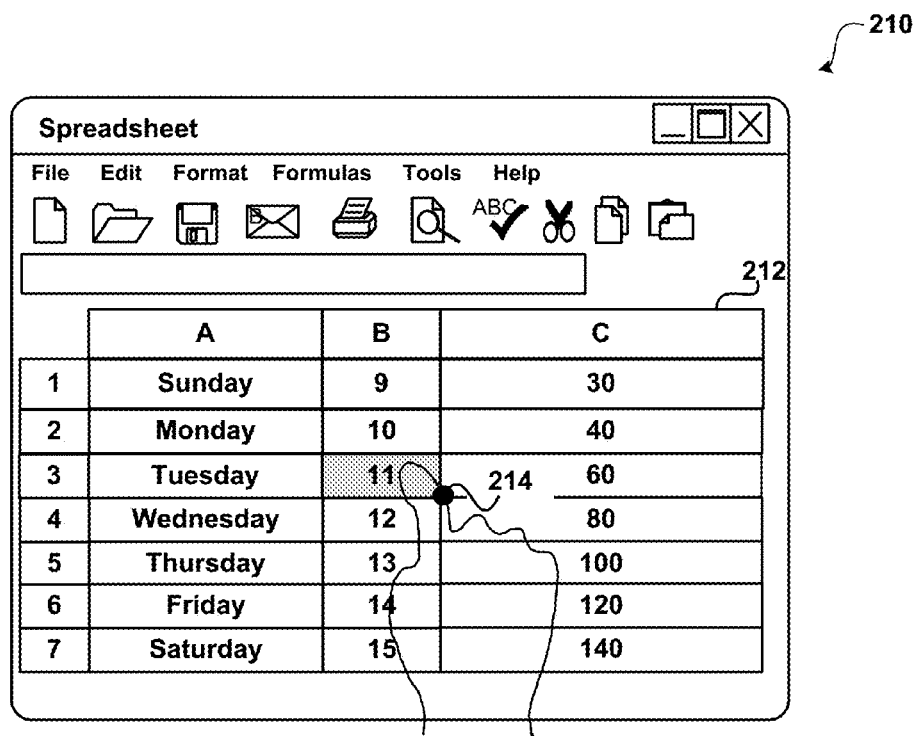 210
Spreadsheet
File Edit Format Formulas Tools Help
B ABC
212
A B C
1 Sunday 9 30
2 Monday 10 40
3 Tuesday 11 214 60
4 Wednesday 12 80
5 Thursday 13 100
6 Friday 14 120
7 Saturday 15 140